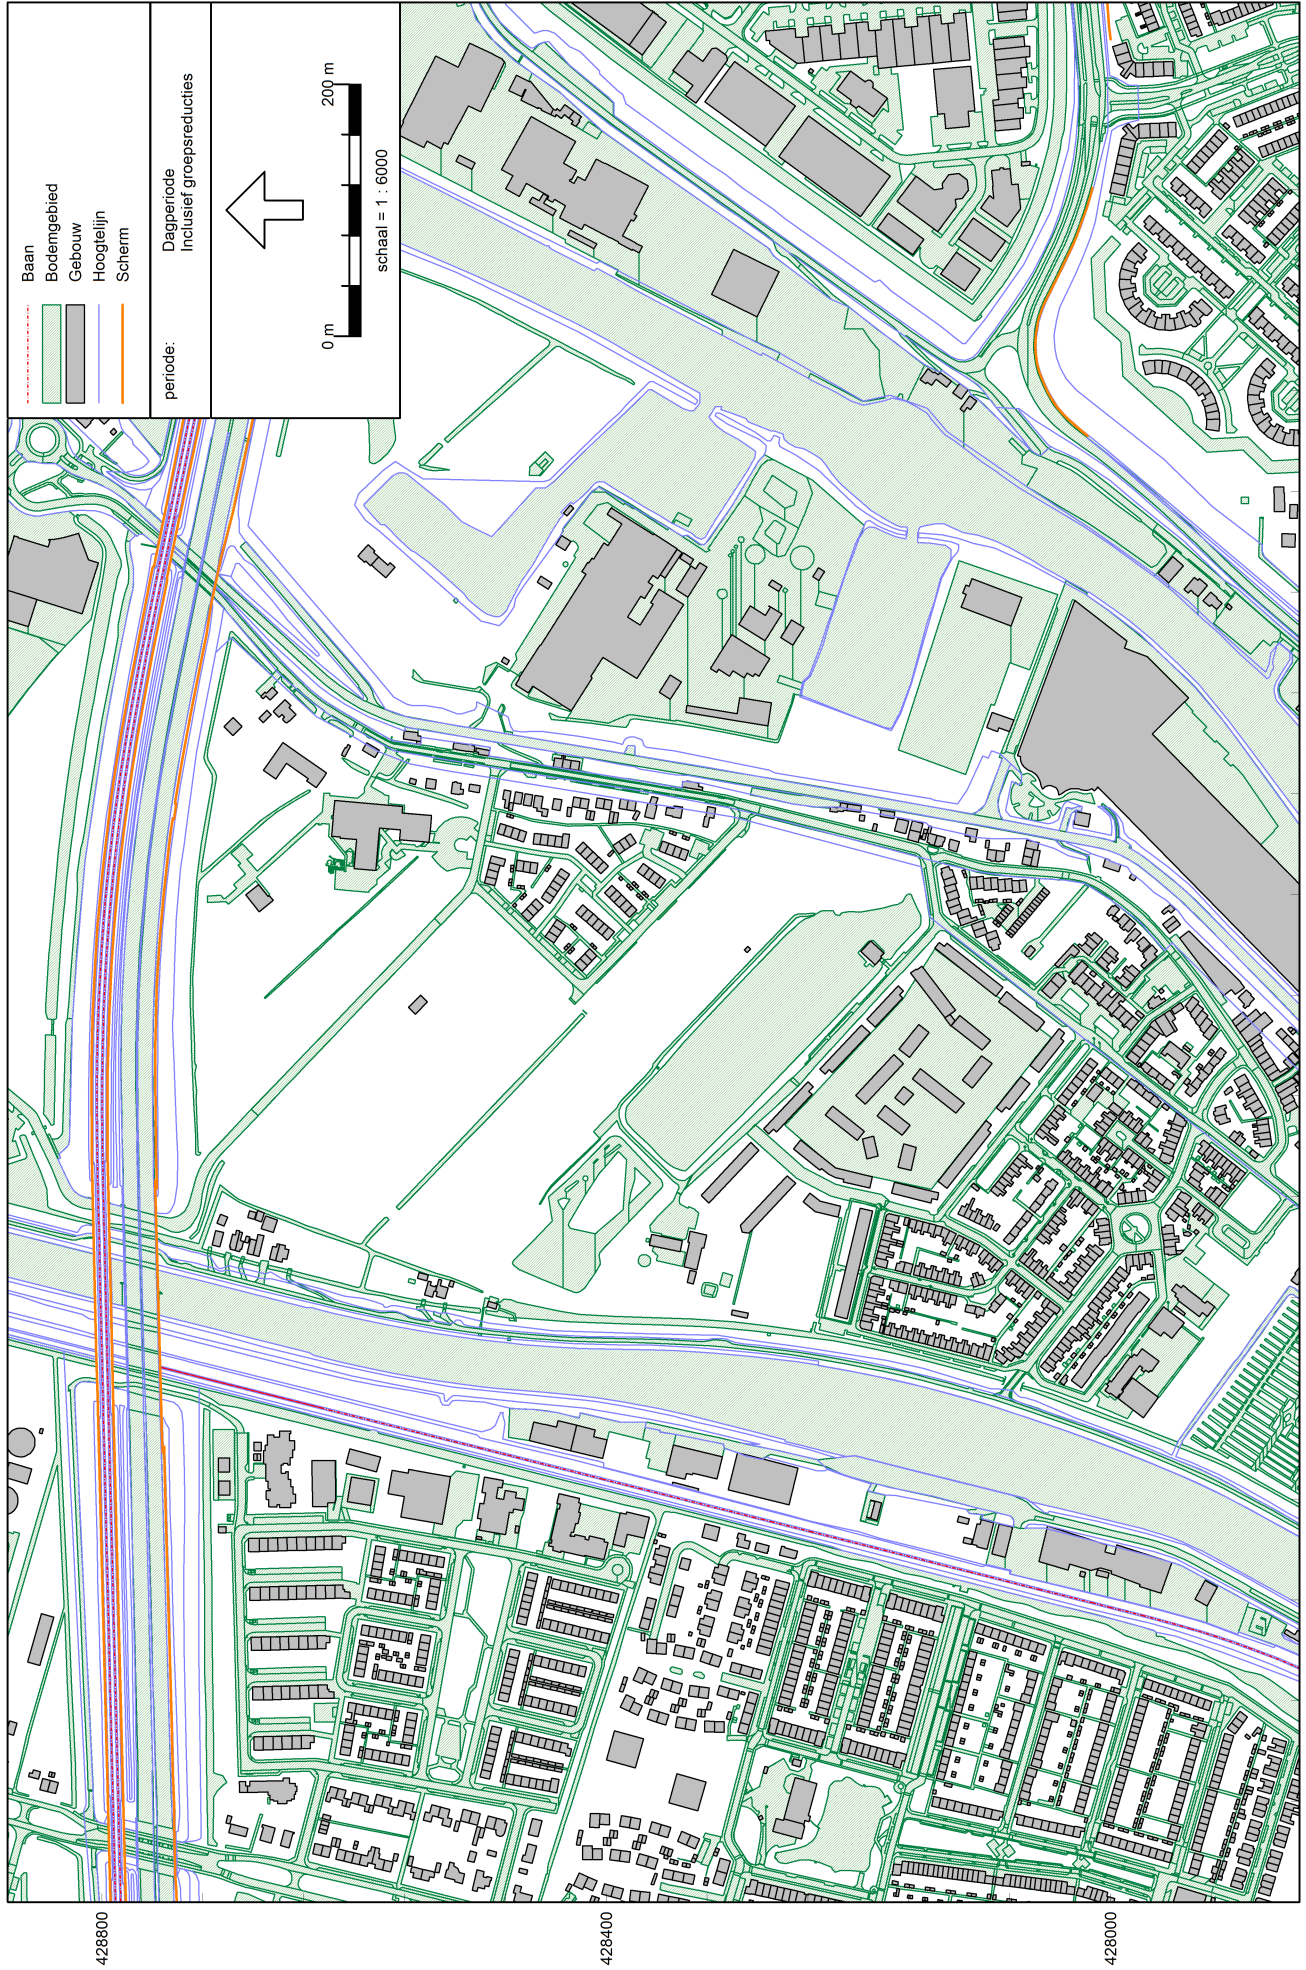 Baan
Bodemgebied
Gebouw
Hoogtelijn
Scherm
periode:
Dagperiode
Inclusief groepsreducties
0 m
200 m
schaal = 1 : 6000
428800
428400
428000